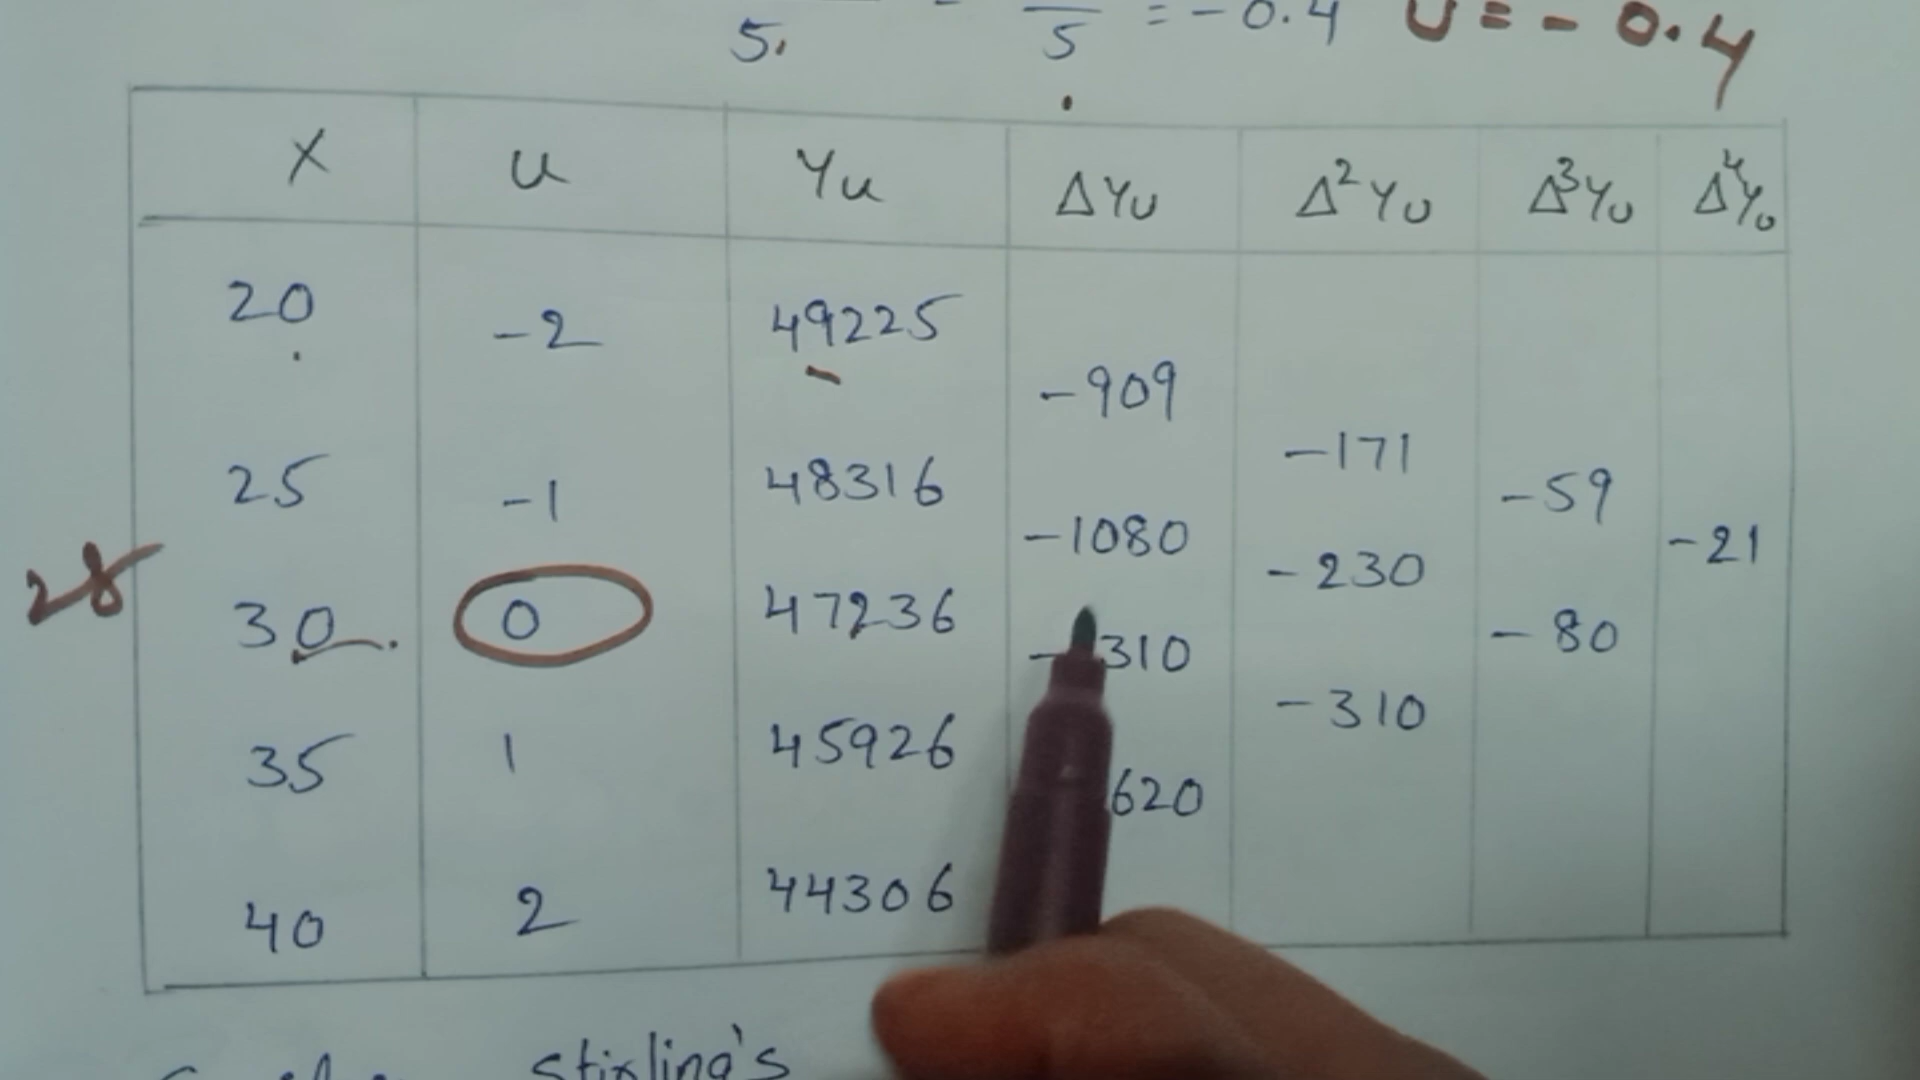 5. - 5 = -0.4 U = -0.4
X u Yu ΔYu Δ²Yu Δ³Yu Δ⁴Yo
20 -2 49225
-909
-171
25 -1 48316 -59
-1080 -21
28
-230
30 0 47236 -80
-310
-310
35 1 45926
620
40 2 44306
stirling's